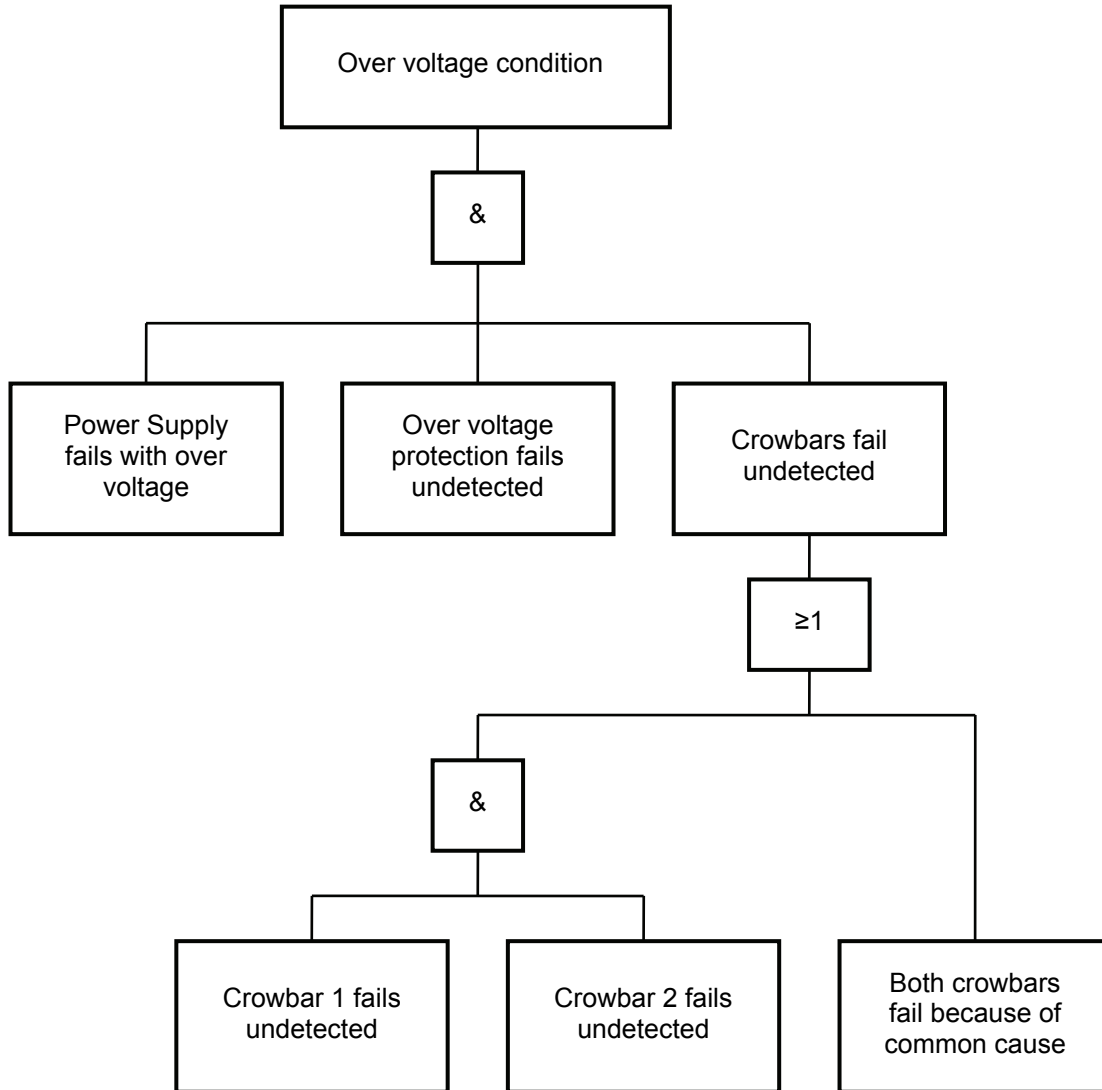 Over voltage condition
&
Power Supply
fails with over
voltage
Over voltage
protection fails
undetected
Crowbars fail
undetected
≥1
&
Crowbar 1 fails
undetected
Crowbar 2 fails
undetected
Both crowbars
fail because of
common cause